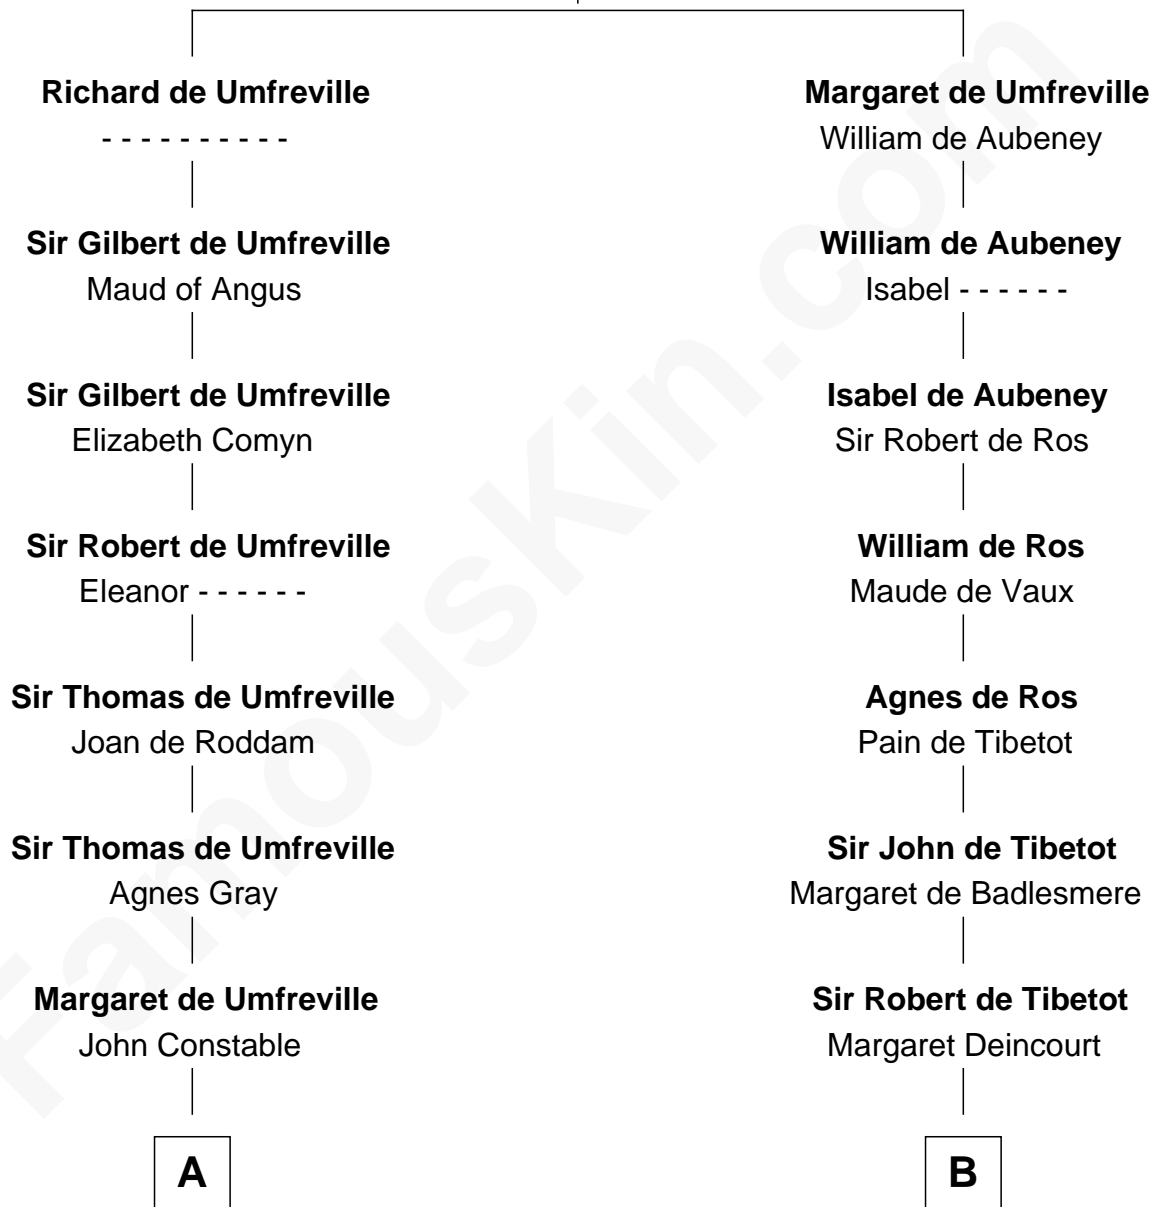 Richard de Umfreville
- - - - - - - - - -
Sir Gilbert de Umfreville
Maud of Angus
Sir Gilbert de Umfreville
Elizabeth Comyn
Sir Robert de Umfreville
Eleanor - - - - - -
Sir Thomas de Umfreville
Joan de Roddam
Sir Thomas de Umfreville
Agnes Gray
Margaret de Umfreville
John Constable
A
Margaret de Umfreville
William de Aubeney
William de Aubeney
Isabel - - - - - -
Isabel de Aubeney
Sir Robert de Ros
William de Ros
Maude de Vaux
Agnes de Ros
Pain de Tibetot
Sir John de Tibetot
Margaret de Badlesmere
Sir Robert de Tibetot
Margaret Deincourt
B
FamousKin.com